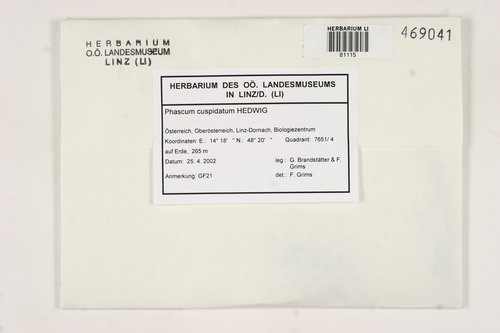 HERBARIUM
O.Ö. LANDESMUSEUM
LINZ (LI)
HERBARIUM LI
81115
469041
HERBARIUM DES OÖ. LANDESMUSEUMS
IN LINZ/D. (LI)
Phascum cuspidatum HEDWIG
Österreich, Oberösterreich, Linz-Dornach, Biologiezentrum
Koordinaten: E.: 14° 18' " N.: 48° 20' " Quadrant: 7651/ 4
auf Erde, 265 m
Datum: 25. 4. 2002 leg.: G. Brandstätter & F.
Grims
Anmerkung: GF21 det.: F. Grims